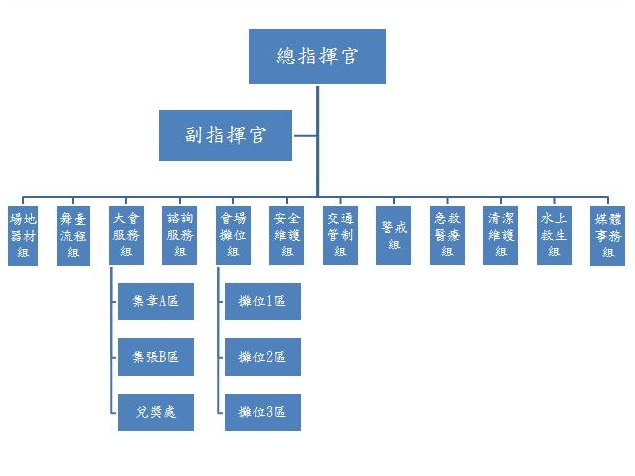 總指揮官
副指揮官
場地
器材
組
舞臺
流程
組
大會
服務
組
諮詢
服務
組
會場
攤位
組
安全
維護
組
交通
管制
組
警戒
組
急救
醫療
組
清潔
維護
組
水上
救生
組
媒體
事務
組
集章A區
集張B區
兌獎處
攤位1區
攤位2區
攤位3區